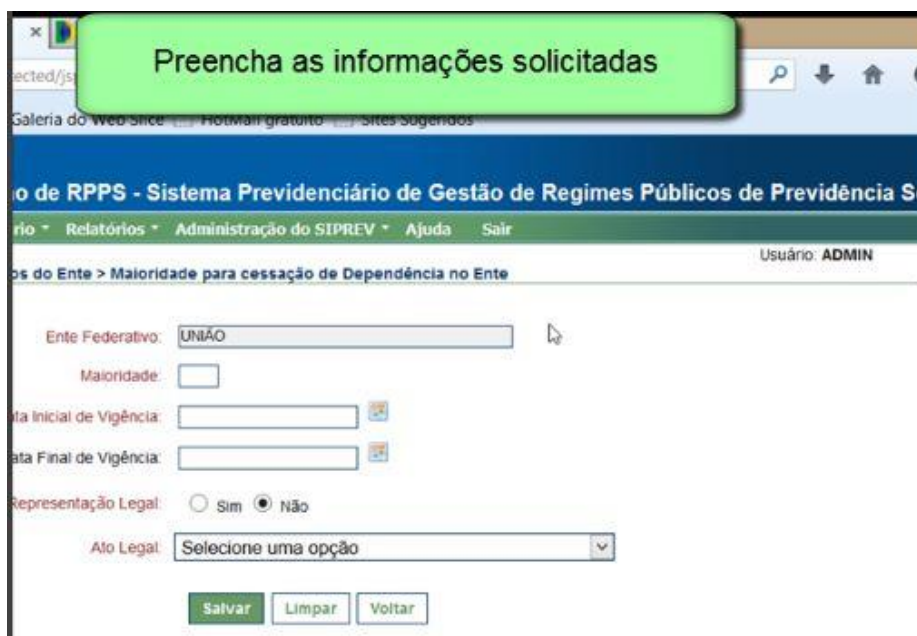 Preencha as informações solicitadas
ected/js
Galeria do Web Slice HotMail gratuito Sites Sugeridos
o de RPPS - Sistema Previdenciário de Gestão de Regimes Públicos de Previdência S
rio Relatórios Administração do SIPREV Ajuda Sair
Usuário: ADMIN
os do Ente > Maioridade para cessação de Dependência no Ente
Ente Federativo: UNIÃO
Maioridade:
ta Inicial de Vigência:
ata Final de Vigência:
Representação Legal: Sim Não
Ato Legal: Selecione uma opção
Salvar Limpar Voltar